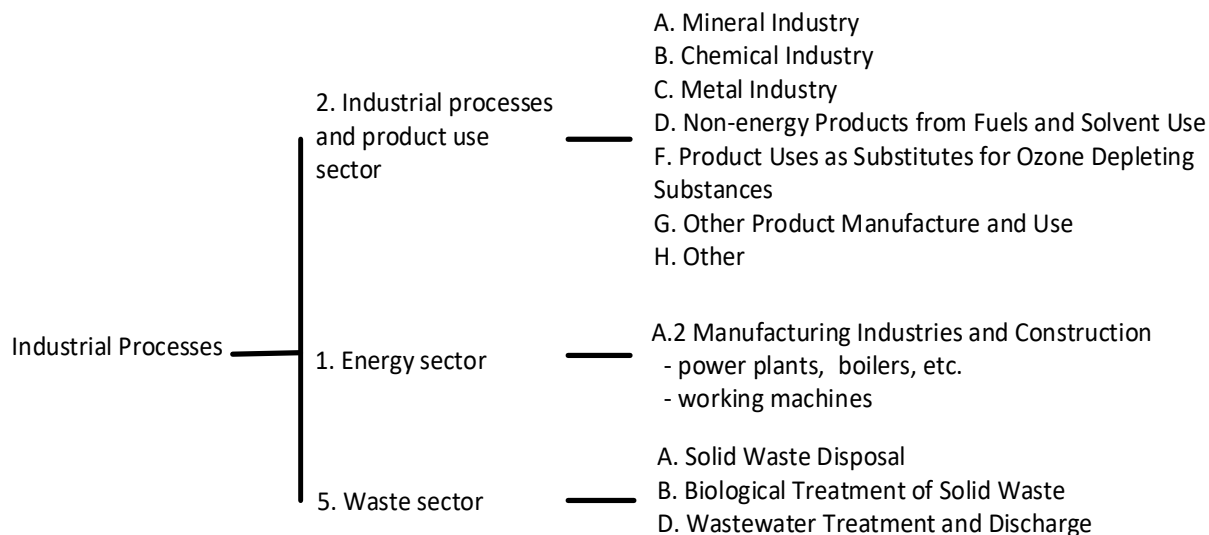 Industrial Processes
2. Industrial processes
and product use
sector
A. Mineral Industry
B. Chemical Industry
C. Metal Industry
D. Non-energy Products from Fuels and Solvent Use
F. Product Uses as Substitutes for Ozone Depleting
Substances
G. Other Product Manufacture and Use
H. Other
1. Energy sector
A.2 Manufacturing Industries and Construction
- power plants,  boilers, etc.
- working machines
5. Waste sector
A. Solid Waste Disposal
B. Biological Treatment of Solid Waste
D. Wastewater Treatment and Discharge